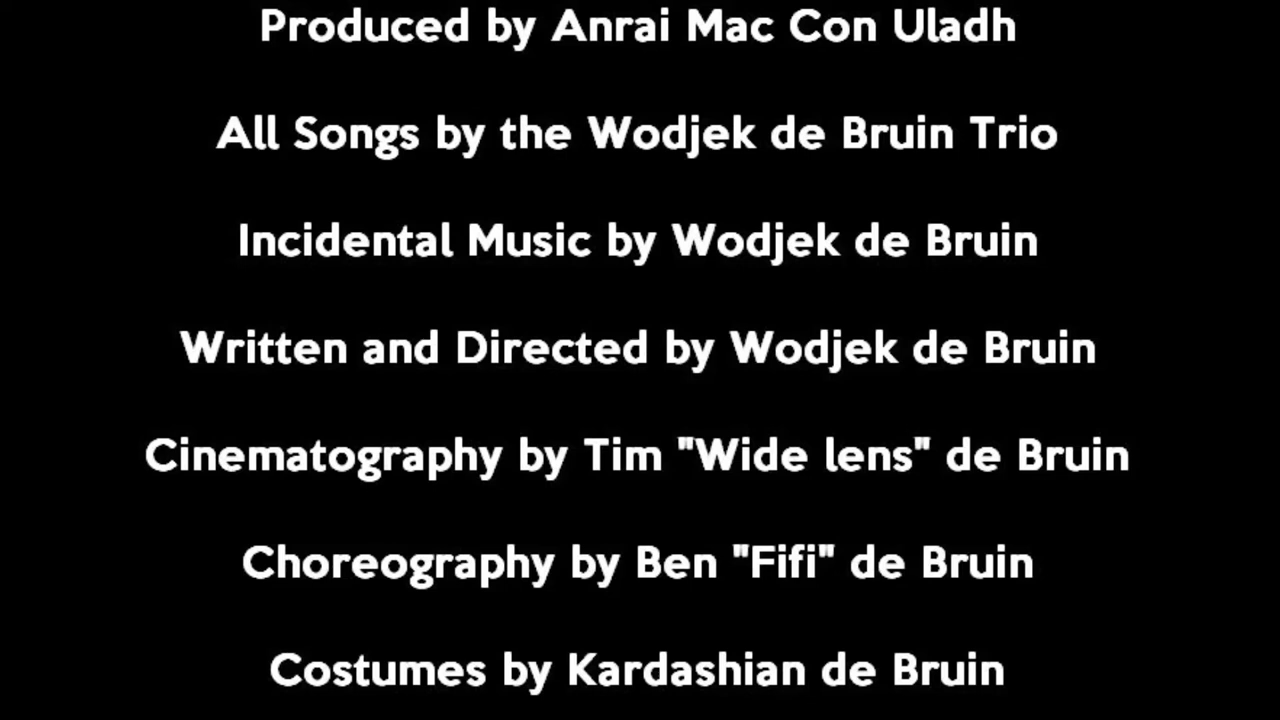 Produced by Anrai Mac Con Uladh
All Songs by the Wodjek de Bruin Trio
Incidental Music by Wodjek de Bruin
Written and Directed by Wodjek de Bruin
Cinematography by Tim "Wide lens" de Bruin
Choreography by Ben "Fifi" de Bruin
Costumes by Kardashian de Bruin